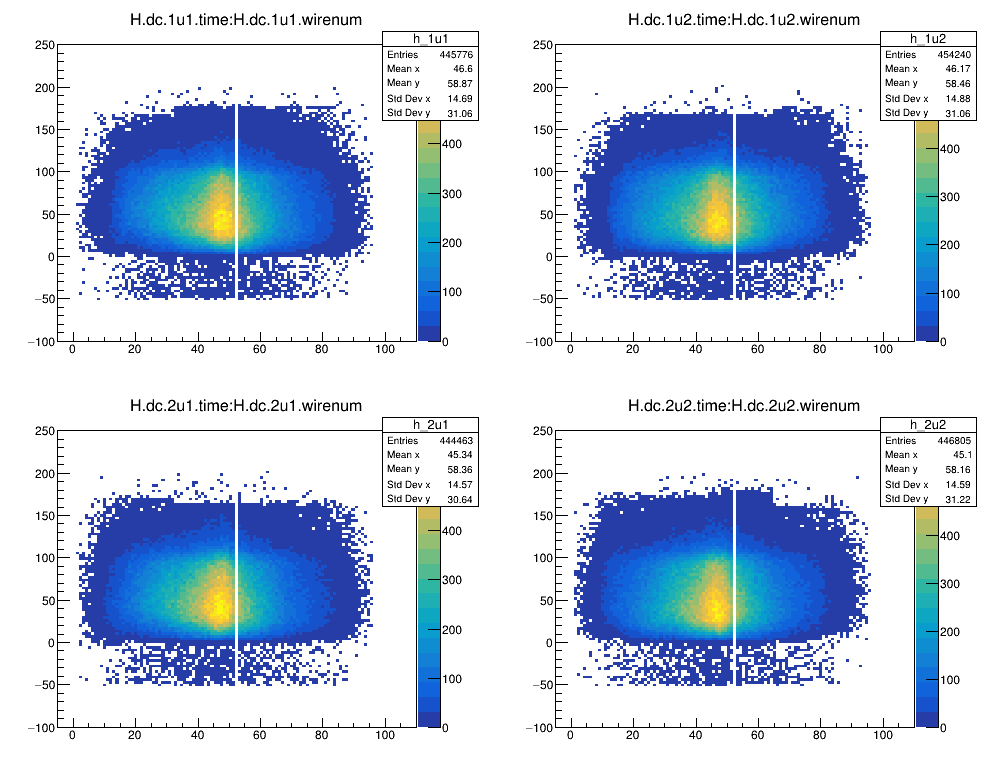 H.dc.1u1.time:H.dc.1u1.wirenum
h_1u1
Entries 445776
Mean x 46.6
Mean y 58.87
Std Dev x 14.69
Std Dev y 31.06
250
200
150
100
50
0
−50
−100
0 20 40 60 80 100
400
300
200
100
0
H.dc.1u2.time:H.dc.1u2.wirenum
h_1u2
Entries 454240
Mean x 46.17
Mean y 58.46
Std Dev x 14.88
Std Dev y 31.06
250
200
150
100
50
0
−50
−100
0 20 40 60 80 100
400
300
200
100
0
H.dc.2u1.time:H.dc.2u1.wirenum
h_2u1
Entries 444463
Mean x 45.34
Mean y 58.36
Std Dev x 14.57
Std Dev y 30.64
250
200
150
100
50
0
−50
−100
0 20 40 60 80 100
400
300
200
100
0
H.dc.2u2.time:H.dc.2u2.wirenum
h_2u2
Entries 446805
Mean x 45.1
Mean y 58.16
Std Dev x 14.59
Std Dev y 31.22
250
200
150
100
50
0
−50
−100
0 20 40 60 80 100
400
300
200
100
0